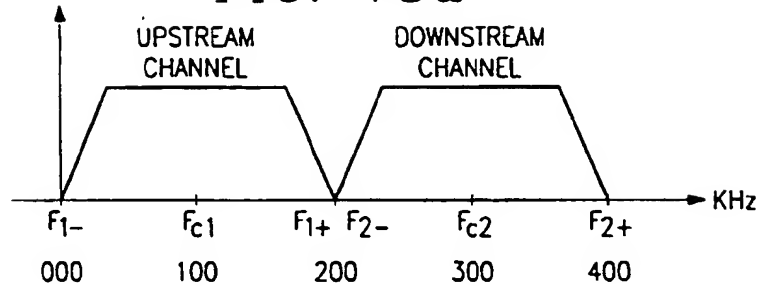 UPSTREAM
CHANNEL
DOWNSTREAM
CHANNEL
KHz
F1- Fc1 F1+ F2- Fc2 F2+
000 100 200 300 400